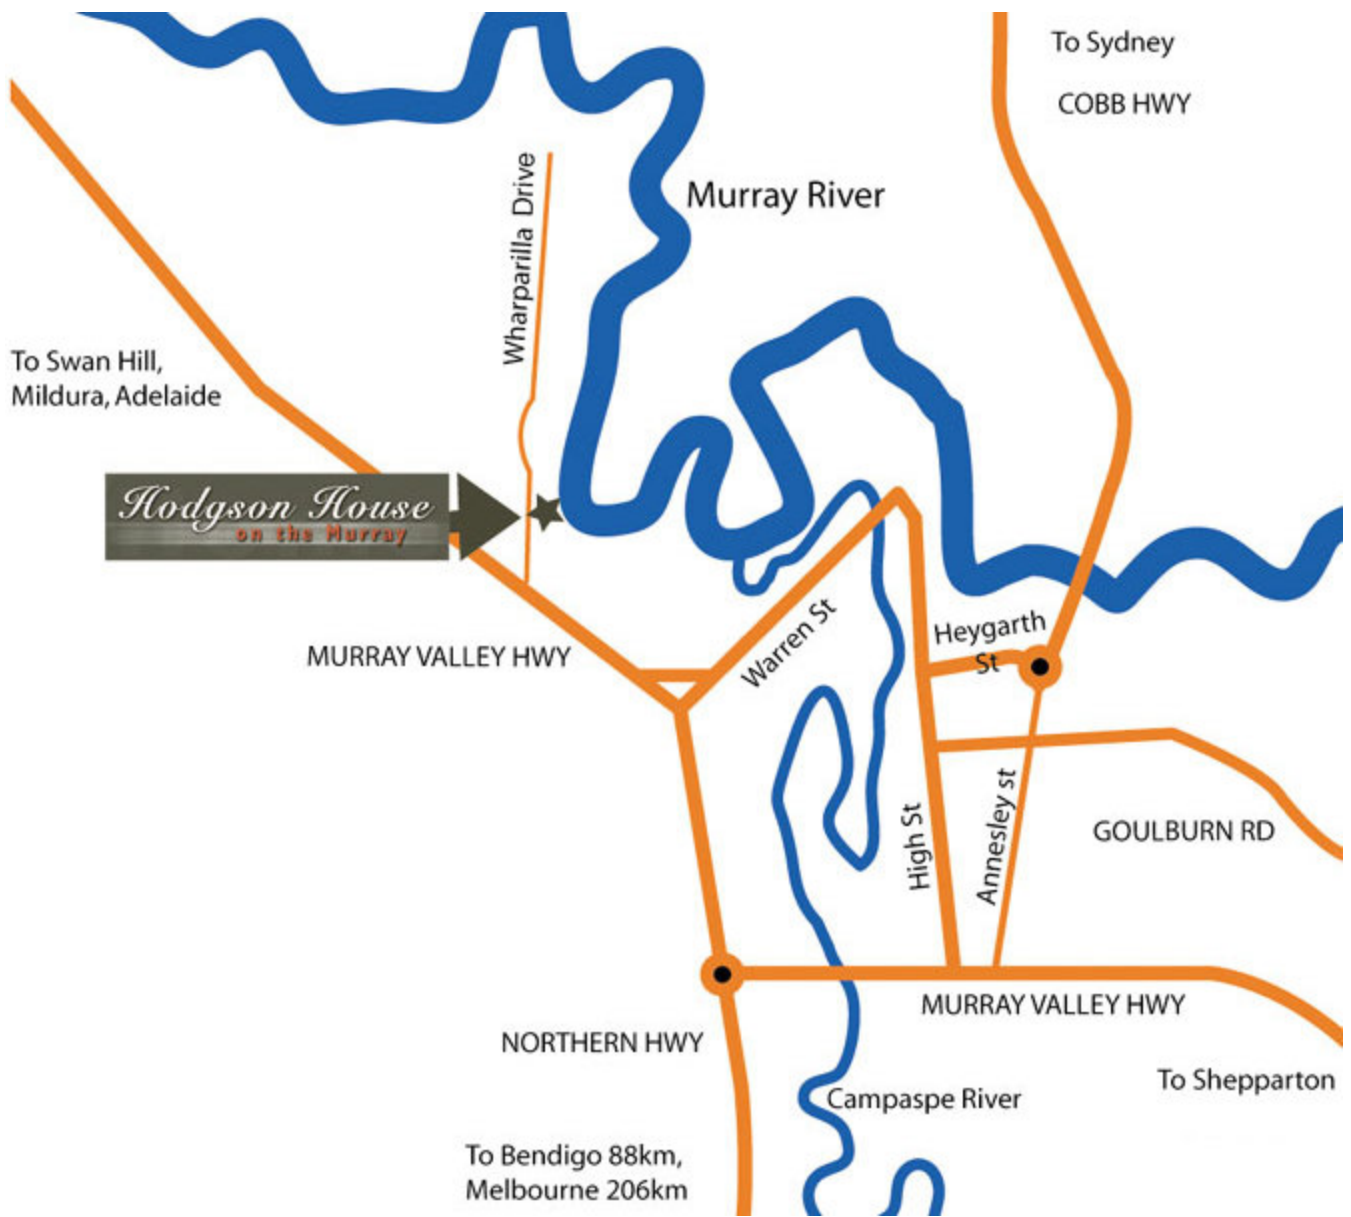 To Sydney
COBB HWY
Murray River
Wharparilla Drive
To Swan Hill,
Mildura, Adelaide
Hodgson House
on the Murray
MURRAY VALLEY HWY
Warren St
Heygarth
St
High St
Annesley st
GOULBURN RD
MURRAY VALLEY HWY
NORTHERN HWY
To Shepparton
Campaspe River
To Bendigo 88km,
Melbourne 206km